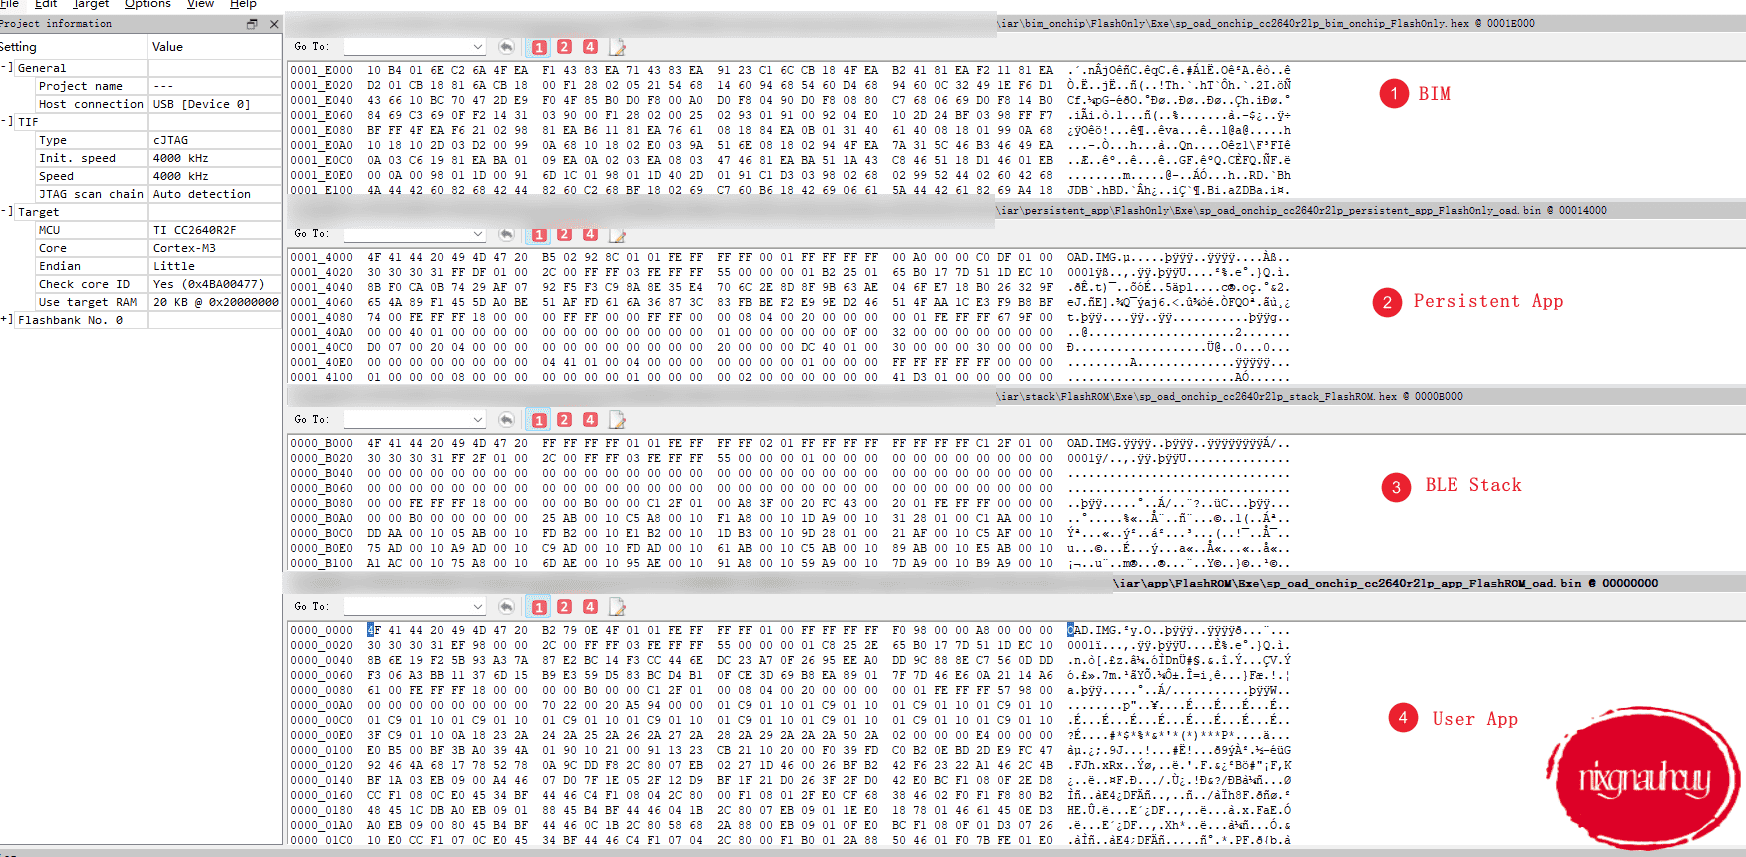 File Edit Target Options View Help
Project information
Setting Value
General
Project name ---
Host connection USB [Device 0]
TIF
Type cJTAG
Init. speed 4000 kHz
Speed 4000 kHz
JTAG scan chain Auto detection
Target
MCU TI CC2640R2F
Core Cortex-M3
Endian Little
Check core ID Yes (0x4BA00477)
Use target RAM 20 KB @ 0x20000000
Flashbank No. 0
\iar\bim_onchip\FlashOnly\Exe\sp_oad_onchip_cc2640r2lp_bim_onchip_FlashOnly.hex @ 0001E000
Go To: 1 2 4
0001_E000 10 B4 01 6E C2 6A 4F EA F1 43 83 EA 71 43 83 EA 91 23 C1 6C CB 18 4F EA B2 41 81 EA F2 11 81 EA
0001_E020 D2 01 CB 18 81 6A CB 18 00 F1 28 02 05 21 54 68 14 60 94 68 54 60 D4 68 94 60 0C 32 49 1E F6 D1
0001_E040 43 66 10 BC 70 47 2D E9 F0 4F 85 B0 D0 F8 00 A0 D0 F8 04 90 D0 F8 08 80 C7 68 06 69 D0 F8 14 B0
0001_E060 84 69 C3 69 0F F2 14 31 03 90 00 F1 28 02 00 25 02 93 01 91 00 92 04 E0 10 2D 24 BF 03 98 FF F7
0001_E080 BF FF 4F EA F6 21 02 98 81 EA B6 11 81 EA 76 61 08 18 84 EA 0B 01 31 40 61 40 08 18 01 99 0A 68
0001_E0A0 10 18 10 2D 03 D2 00 99 0A 68 10 18 02 E0 03 9A 51 6E 08 18 02 94 4F EA 7A 31 5C 46 B3 46 49 EA
0001_E0C0 0A 03 C6 19 81 EA BA 01 09 EA 0A 02 03 EA 08 03 47 46 81 EA BA 51 1A 43 C8 46 51 18 D1 46 01 EB
0001_E0E0 00 0A 00 98 01 1D 00 91 6D 1C 01 98 01 1D 40 2D 01 91 C1 D3 03 98 02 68 02 99 52 44 02 60 42 68
0001_E100 4A 44 42 60 82 68 42 44 82 60 C2 68 BF 18 02 69 C7 60 B6 18 42 69 06 61 5A 44 42 61 82 69 A4 18
1 BIM
\iar\persistent_app\FlashOnly\Exe\sp_oad_onchip_cc2640r2lp_persistent_app_FlashOnly_oad.bin @ 00014000
Go To: 1 2 4
0001_4000 4F 41 44 20 49 4D 47 20 B5 02 92 8C 01 01 FE FF FF FF 00 01 FF FF FF FF 00 A0 00 00 C0 DF 01 00
0001_4020 30 30 30 31 FF DF 01 00 2C 00 FF FF 03 FE FF FF 55 00 00 00 01 B2 25 01 65 B0 17 7D 51 1D EC 10
0001_4040 8B F0 CA 0B 74 29 AF 07 92 F5 F3 C9 8A 8E 35 E4 70 6C 2E 8D 8F 9B 63 AE 04 6F E7 18 B0 26 32 9F
0001_4060 65 4A 89 F1 45 5D A0 BE 51 AF FD 61 6A 36 87 3C 83 FB BE F2 E9 9E D2 46 51 4F AA 1C E3 F9 B8 BF
0001_4080 74 00 FE FF FF 18 00 00 00 FF FF 00 00 FF FF 00 00 08 04 00 20 00 00 00 00 01 FE FF FF 67 9F 00
0001_40A0 00 00 40 01 00 00 00 00 00 00 00 00 00 00 00 00 01 00 00 00 00 00 0F 00 32 00 00 00 00 00 00 00
0001_40C0 D0 07 00 20 04 00 00 00 00 00 00 00 00 00 00 00 20 00 00 00 DC 40 01 00 30 00 00 00 30 00 00 00
0001_40E0 00 00 00 00 00 00 00 00 04 41 01 00 04 00 00 00 00 00 01 00 01 00 00 00 FF FF FF FF FF 00 00 00
0001_4100 01 00 00 00 08 00 00 00 00 00 00 00 01 00 00 00 00 02 00 00 00 00 00 00 41 D3 01 00 00 00 00 00
2 Persistent App
\iar\stack\FlashROM\Exe\sp_oad_onchip_cc2640r2lp_stack_FlashROM.hex @ 0000B000
Go To: 1 2 4
0000_B000 4F 41 44 20 49 4D 47 20 FF FF FF FF 01 01 FE FF FF FF 02 01 FF FF FF FF FF FF FF FF C1 2F 01 00
0000_B020 30 30 30 31 FF 2F 01 00 2C 00 FF FF 03 FE FF FF 55 00 00 00 01 00 00 00 00 00 00 00 00 00 00 00
0000_B040 00 00 00 00 00 00 00 00 00 00 00 00 00 00 00 00 00 00 00 00 00 00 00 00 00 00 00 00 00 00 00 00
0000_B060 00 00 00 00 00 00 00 00 00 00 00 00 00 00 00 00 00 00 00 00 00 00 00 00 00 00 00 00 00 00 00 00
0000_B080 00 00 FE FF FF 18 00 00 00 00 B0 00 00 C1 2F 01 00 A8 3F 00 20 FC 43 00 00 20 01 FE FF FF 00 00
0000_B0A0 00 00 B0 00 00 00 00 00 25 AB 00 10 C5 A8 00 10 F1 A8 00 10 1D A9 00 10 31 28 01 00 C1 AA 00 10
0000_B0C0 DD AA 00 10 05 AB 00 10 FD B2 00 10 E1 B2 00 10 1D B3 00 10 9D 28 01 00 21 AF 00 10 C5 AF 00 10
0000_B0E0 75 AD 00 10 A9 AD 00 10 C9 AD 00 10 FD AD 00 10 61 AB 00 10 C5 AB 00 10 89 AB 00 10 E5 AB 00 10
0000_B100 A1 AC 00 10 75 A8 00 10 6D AE 00 10 95 AE 00 10 91 A8 00 10 59 A9 00 10 7D A9 00 10 B9 A9 00 10
3 BLE Stack
\iar\app\FlashROM\Exe\sp_oad_onchip_cc2640r2lp_app_FlashROM_oad.bin @ 00000000
Go To: 1 2 4
0000_0000 4F 41 44 20 49 4D 47 20 B2 79 0E 4F 01 01 FE FF FF FF 01 00 FF FF FF FF F0 98 00 00 A8 00 00 00
0000_0020 30 30 30 31 EF 98 00 00 2C 00 FF FF 03 FE FF FF 55 00 00 00 01 C8 25 2E 65 B0 17 7D 51 1D EC 10
0000_0040 8B 6E 19 F2 5B 93 A3 7A 87 E2 BC 14 F3 CC 44 6E DC 23 A7 0F 26 95 EE A0 DD 9C 88 8E C7 56 0D DD
0000_0060 F3 06 A3 BB 11 37 6D 15 B9 E3 59 D5 83 BC D4 B1 0F CE 3D 69 B8 EA 89 01 7F 7D 46 E6 0A 21 14 A6
0000_0080 61 00 FE FF FF 18 00 00 00 00 B0 00 00 C1 2F 01 00 08 04 00 20 00 00 00 00 01 FE FF FF 57 98 00
0000_00A0 00 00 00 00 00 00 00 00 70 22 00 20 A5 94 00 00 01 C9 01 10 01 C9 01 10 01 C9 01 10 01 C9 01 10
0000_00C0 01 C9 01 10 01 C9 01 10 01 C9 01 10 01 C9 01 10 01 C9 01 10 01 C9 01 10 01 C9 01 10 01 C9 01 10
0000_00E0 3F C9 01 10 0A 18 23 2A 24 2A 25 2A 26 2A 27 2A 28 2A 29 2A 2A 2A 50 2A 02 00 00 00 E4 00 00 00
0000_0100 E0 B5 00 BF 3B A0 39 4A 01 90 10 21 00 91 13 23 CB 21 10 2D 00 F0 39 FD C0 B2 0E BD 2D E9 FC 47
0000_0120 92 46 4A 68 17 78 52 78 0A 9C DD F8 2C 80 07 EB 02 27 1D 46 00 26 BF B2 42 F6 23 22 A1 46 2C 4B
0000_0140 BF 1A 03 EB 09 00 A4 46 07 D0 7F 1E 05 2F 12 D9 BF 1F 21 D0 26 3F 2F D0 42 E0 BC F1 08 0F 2E D8
0000_0160 CC F1 08 0C E0 45 34 BF 44 46 C4 F1 08 04 2C 80 00 F1 08 01 2F E0 CF 68 38 46 02 F0 F1 F8 80 B2
0000_0180 48 45 1C DB A0 EB 09 01 88 45 B4 BF 44 46 04 1B 2C 80 07 EB 09 01 1E E0 18 78 01 46 61 45 0E D3
0000_01A0 A0 EB 09 00 80 45 B4 BF 44 46 0C 1B 2C 80 58 68 2A 88 00 EB 09 01 0F E0 BC F1 08 0F 01 D3 07 26
0000_01C0 10 E0 CC F1 07 0C E0 45 34 BF 44 46 C4 F1 07 04 2C 80 00 F1 B0 01 2A 88 50 46 01 F0 7B FE 01 E0
4 User App
nixgnauhcuy